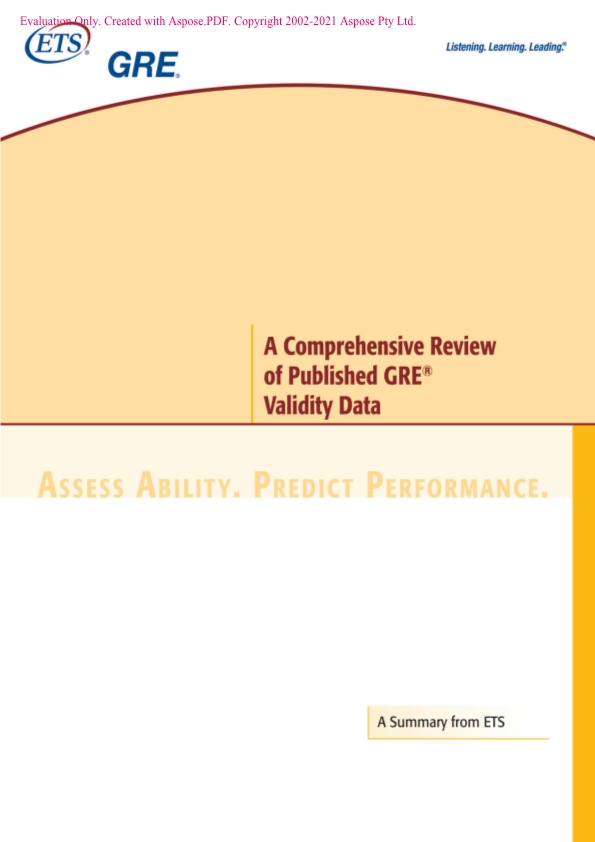 Evaluation Only. Created with Aspose.PDF. Copyright 2002-2021 Aspose Pty Ltd.
ETS®
GRE®
Listening. Learning. Leading.®
A Comprehensive Review
of Published GRE®
Validity Data
ASSESS ABILITY. PREDICT PERFORMANCE.
A Summary from ETS